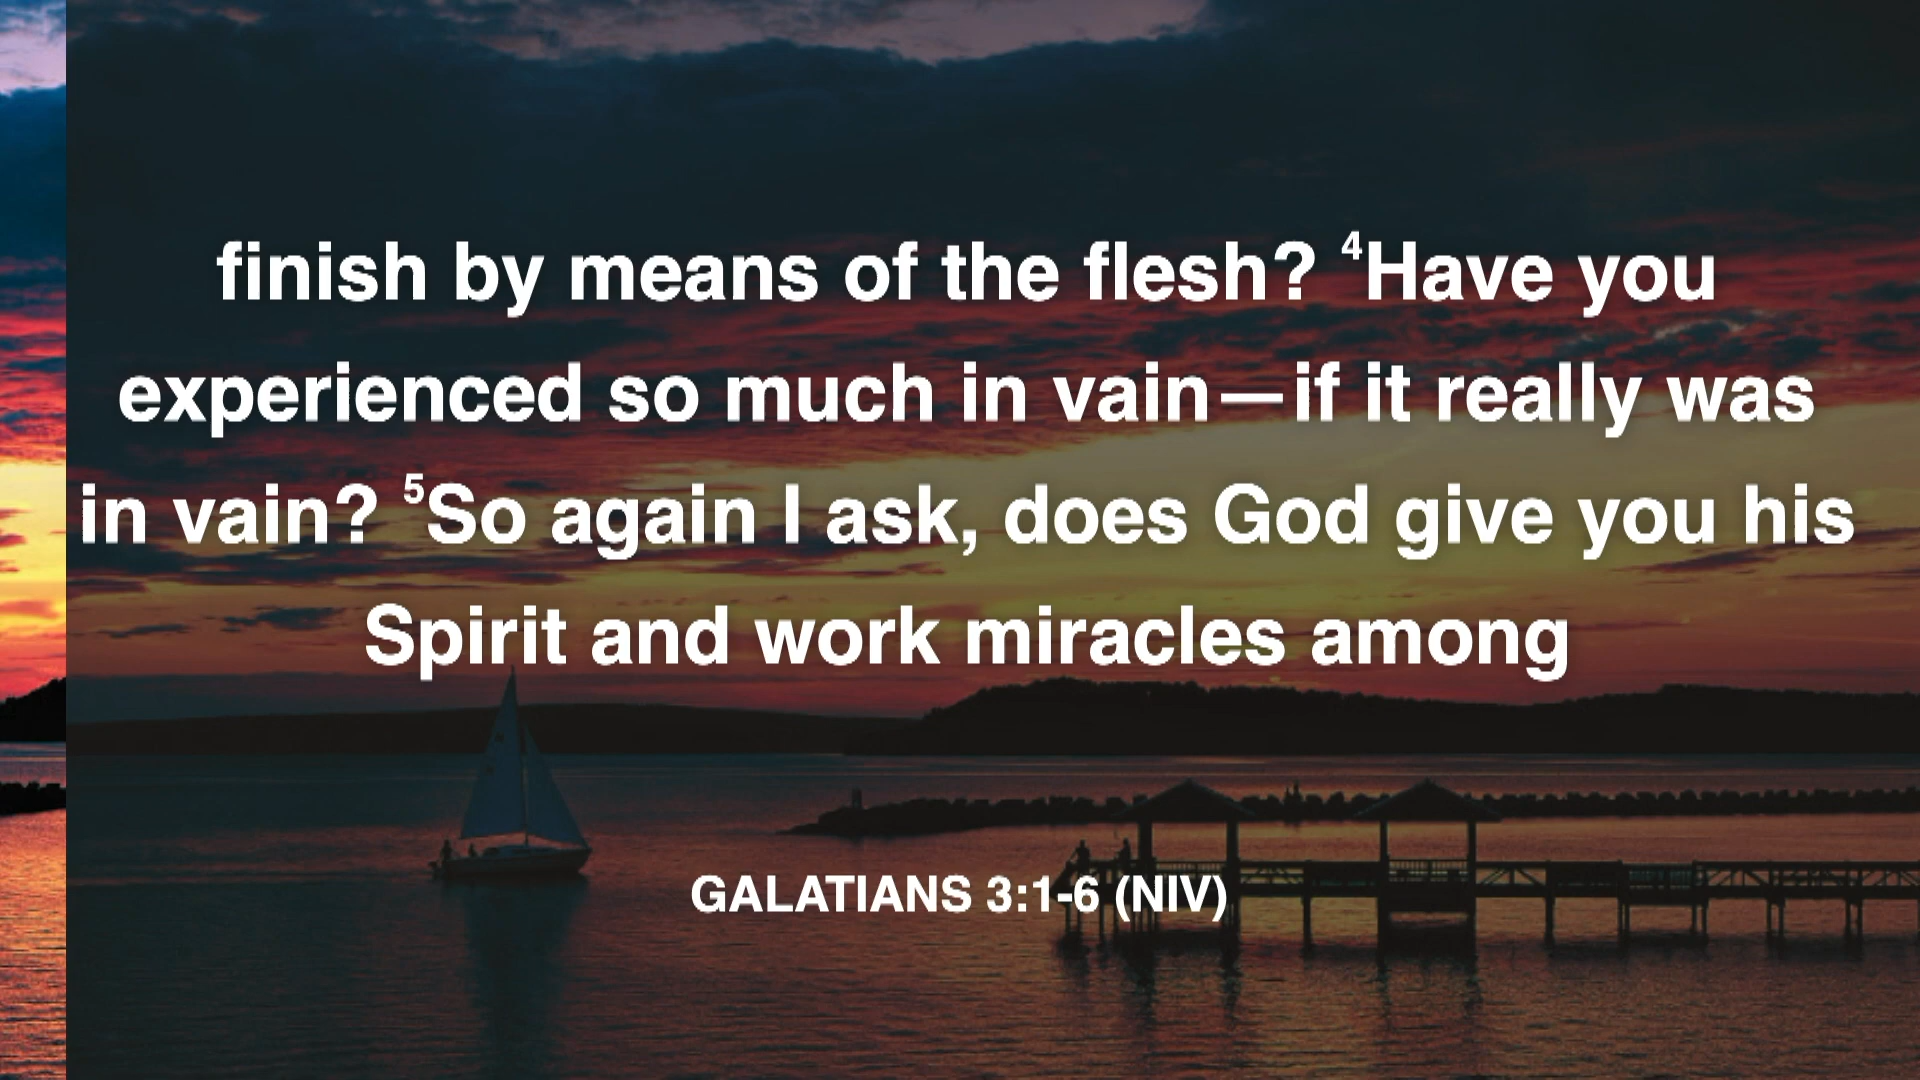 finish by means of the flesh? ⁴Have you
experienced so much in vain—if it really was
in vain? ⁵So again I ask, does God give you his
Spirit and work miracles among
GALATIANS 3:1-6 (NIV)